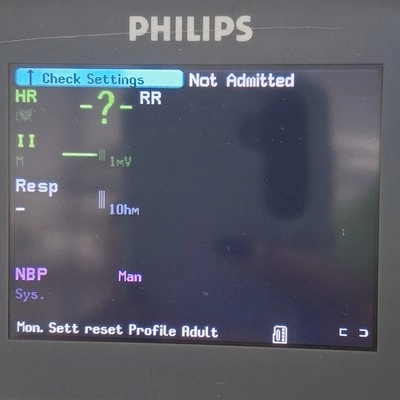 PHILIPS
↑ Check Settings Not Admitted
HR -?- RR
II
M 1mV
Resp
- 1Ohm
NBP Man
Sys.
Mon. Sett reset Profile Adult